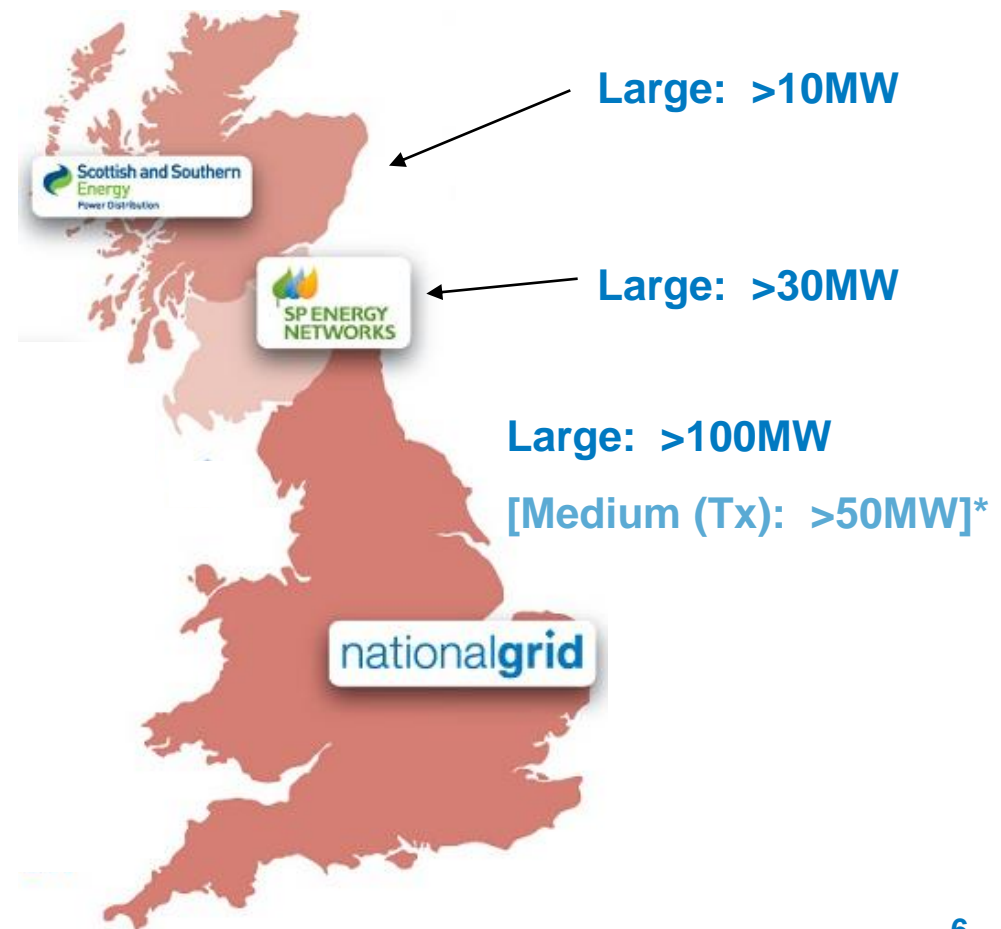 Large: >10MW
Scottish and Southern
Energy
Power Distribution
Large: >30MW
SP ENERGY
NETWORKS
Large: >100MW
[Medium (Tx): >50MW]*
nationalgrid
6